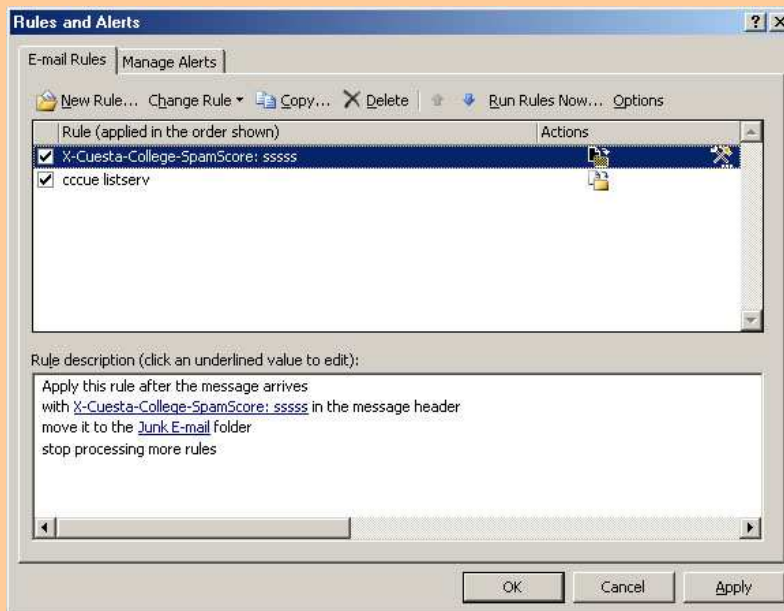 Rules and Alerts
E-mail Rules
Manage Alerts
New Rule... Change Rule Copy... Delete Run Rules Now... Options
Rule (applied in the order shown) Actions
X-Cuesta-College-SpamScore: sssss
cccue listserv
Rule description (click an underlined value to edit):
Apply this rule after the message arrives
with X-Cuesta-College-SpamScore: sssss in the message header
move it to the Junk E-mail folder
stop processing more rules
OK Cancel Apply